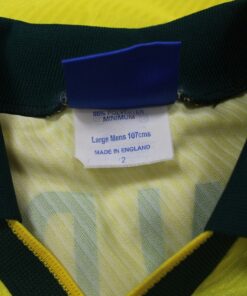 MINIMUM
Large Mens 107cms
MADE IN ENGLAND
2